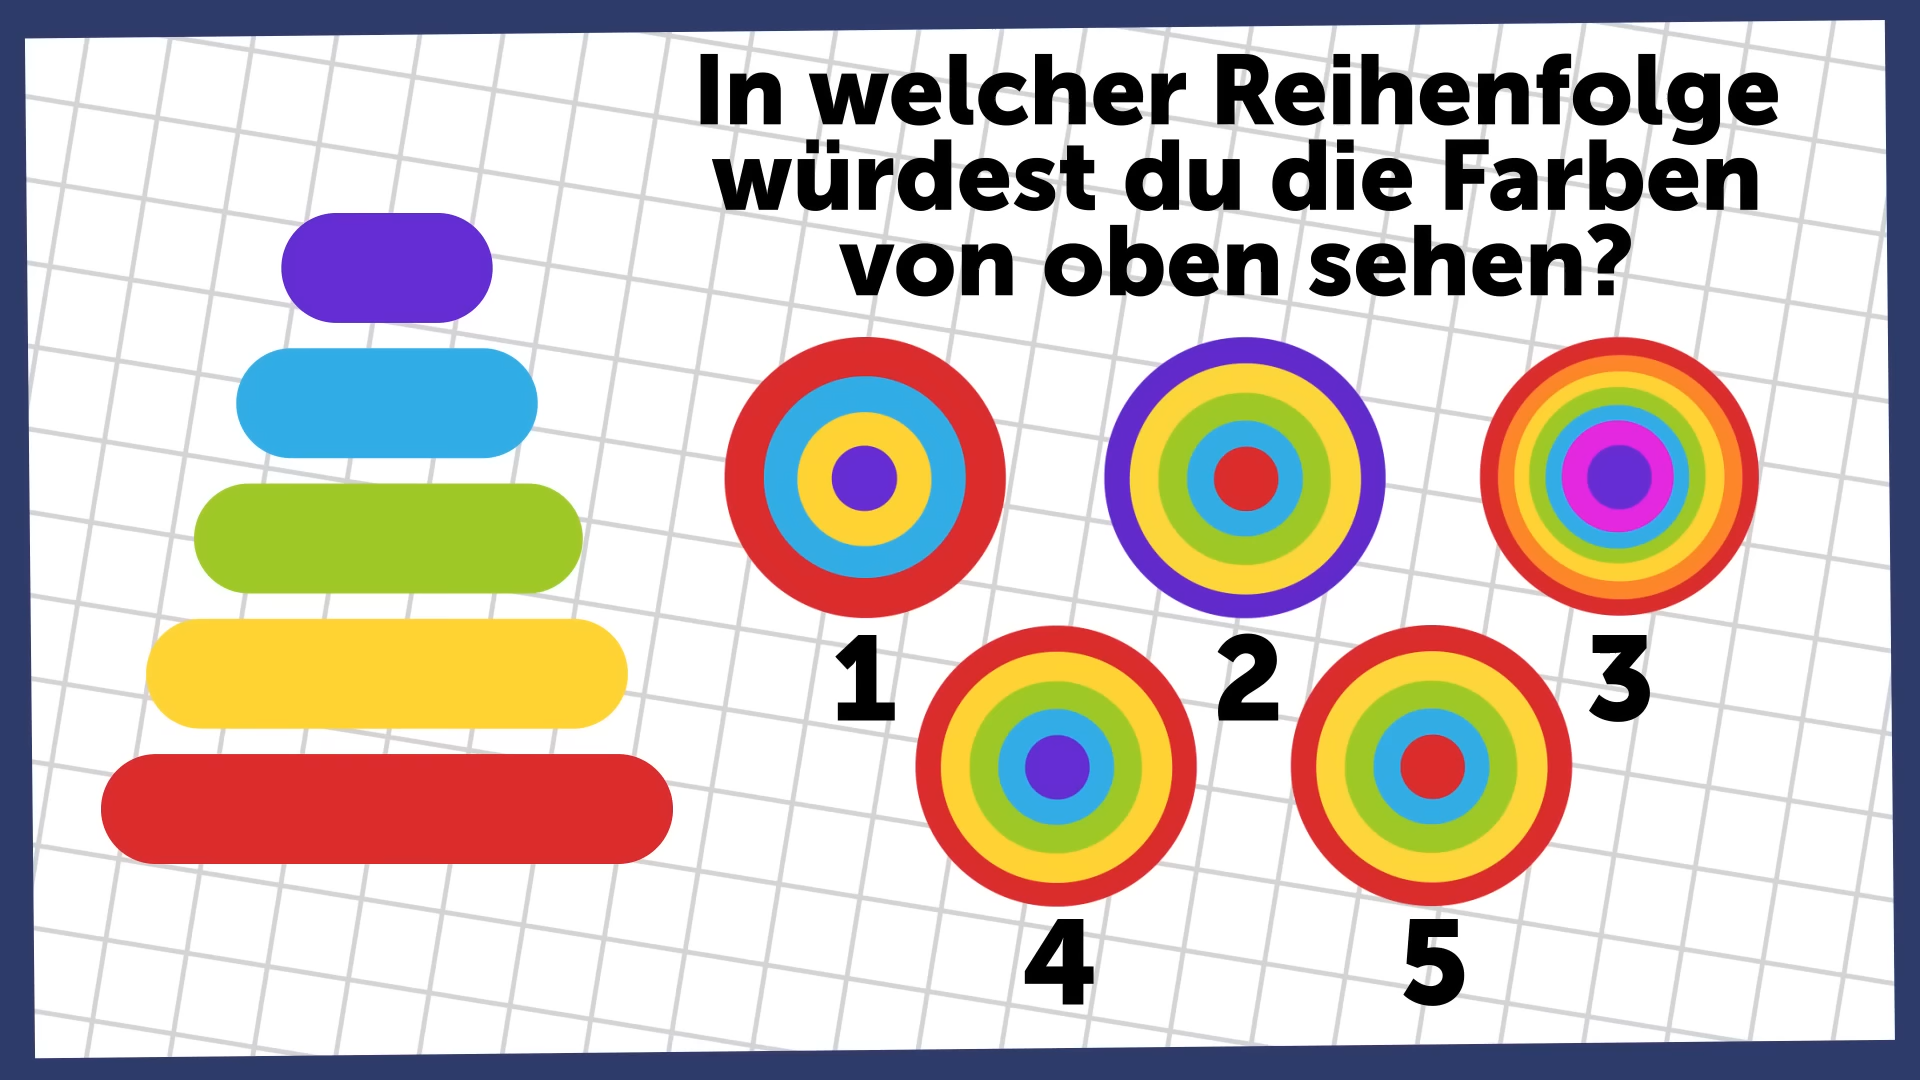 In welcher Reihenfolge
würdest du die Farben
von oben sehen?
1
2
3
4
5